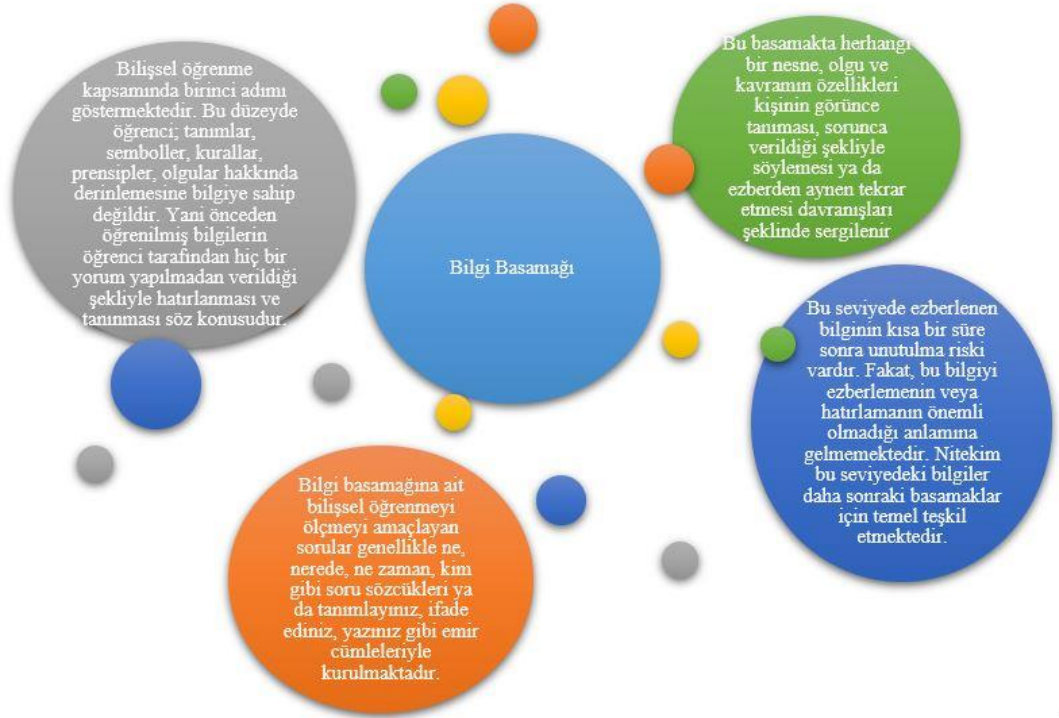 Bilişsel öğrenme
kapsamında birinci adımı
göstermektedir. Bu düzeyde
öğrenci; tanımlar,
semboller, kurallar,
prensipler, olgular hakkında
derinlemesine bilgiye sahip
değildir. Yani önceden
öğrenilmiş bilgilerin
öğrenci tarafından hiç bir
yorum yapılmadan verildiği
şekliyle hatırlanması ve
tanınması söz konusudur.
Bilgi Basamağı
Bu basamakta herhangi
bir nesne, olgu ve
kavramın özellikleri
kişinin görünce
tanıması, sorunca
verildiği şekliyle
söylemesi ya da
ezberden aynen tekrar
etmesi davranışları
şeklinde sergilenir
Bu seviyede ezberlenen
bilginin kısa bir süre
sonra unutulma riski
vardır. Fakat, bu bilgiyi
ezberlemenin veya
hatırlamanın önemli
olmadığı anlamına
gelmemektedir. Nitekim
bu seviyedeki bilgiler
daha sonraki basamaklar
için temel teşkil
etmektedir.
Bilgi basamağına ait
bilişsel öğrenmeyi
ölçmeyi amaçlayan
sorular genellikle ne,
nerede, ne zaman, kim
gibi soru sözcükleri ya
da tanımlayınız, ifade
ediniz, yazınız gibi emir
cümleleriyle
kurulmaktadır.